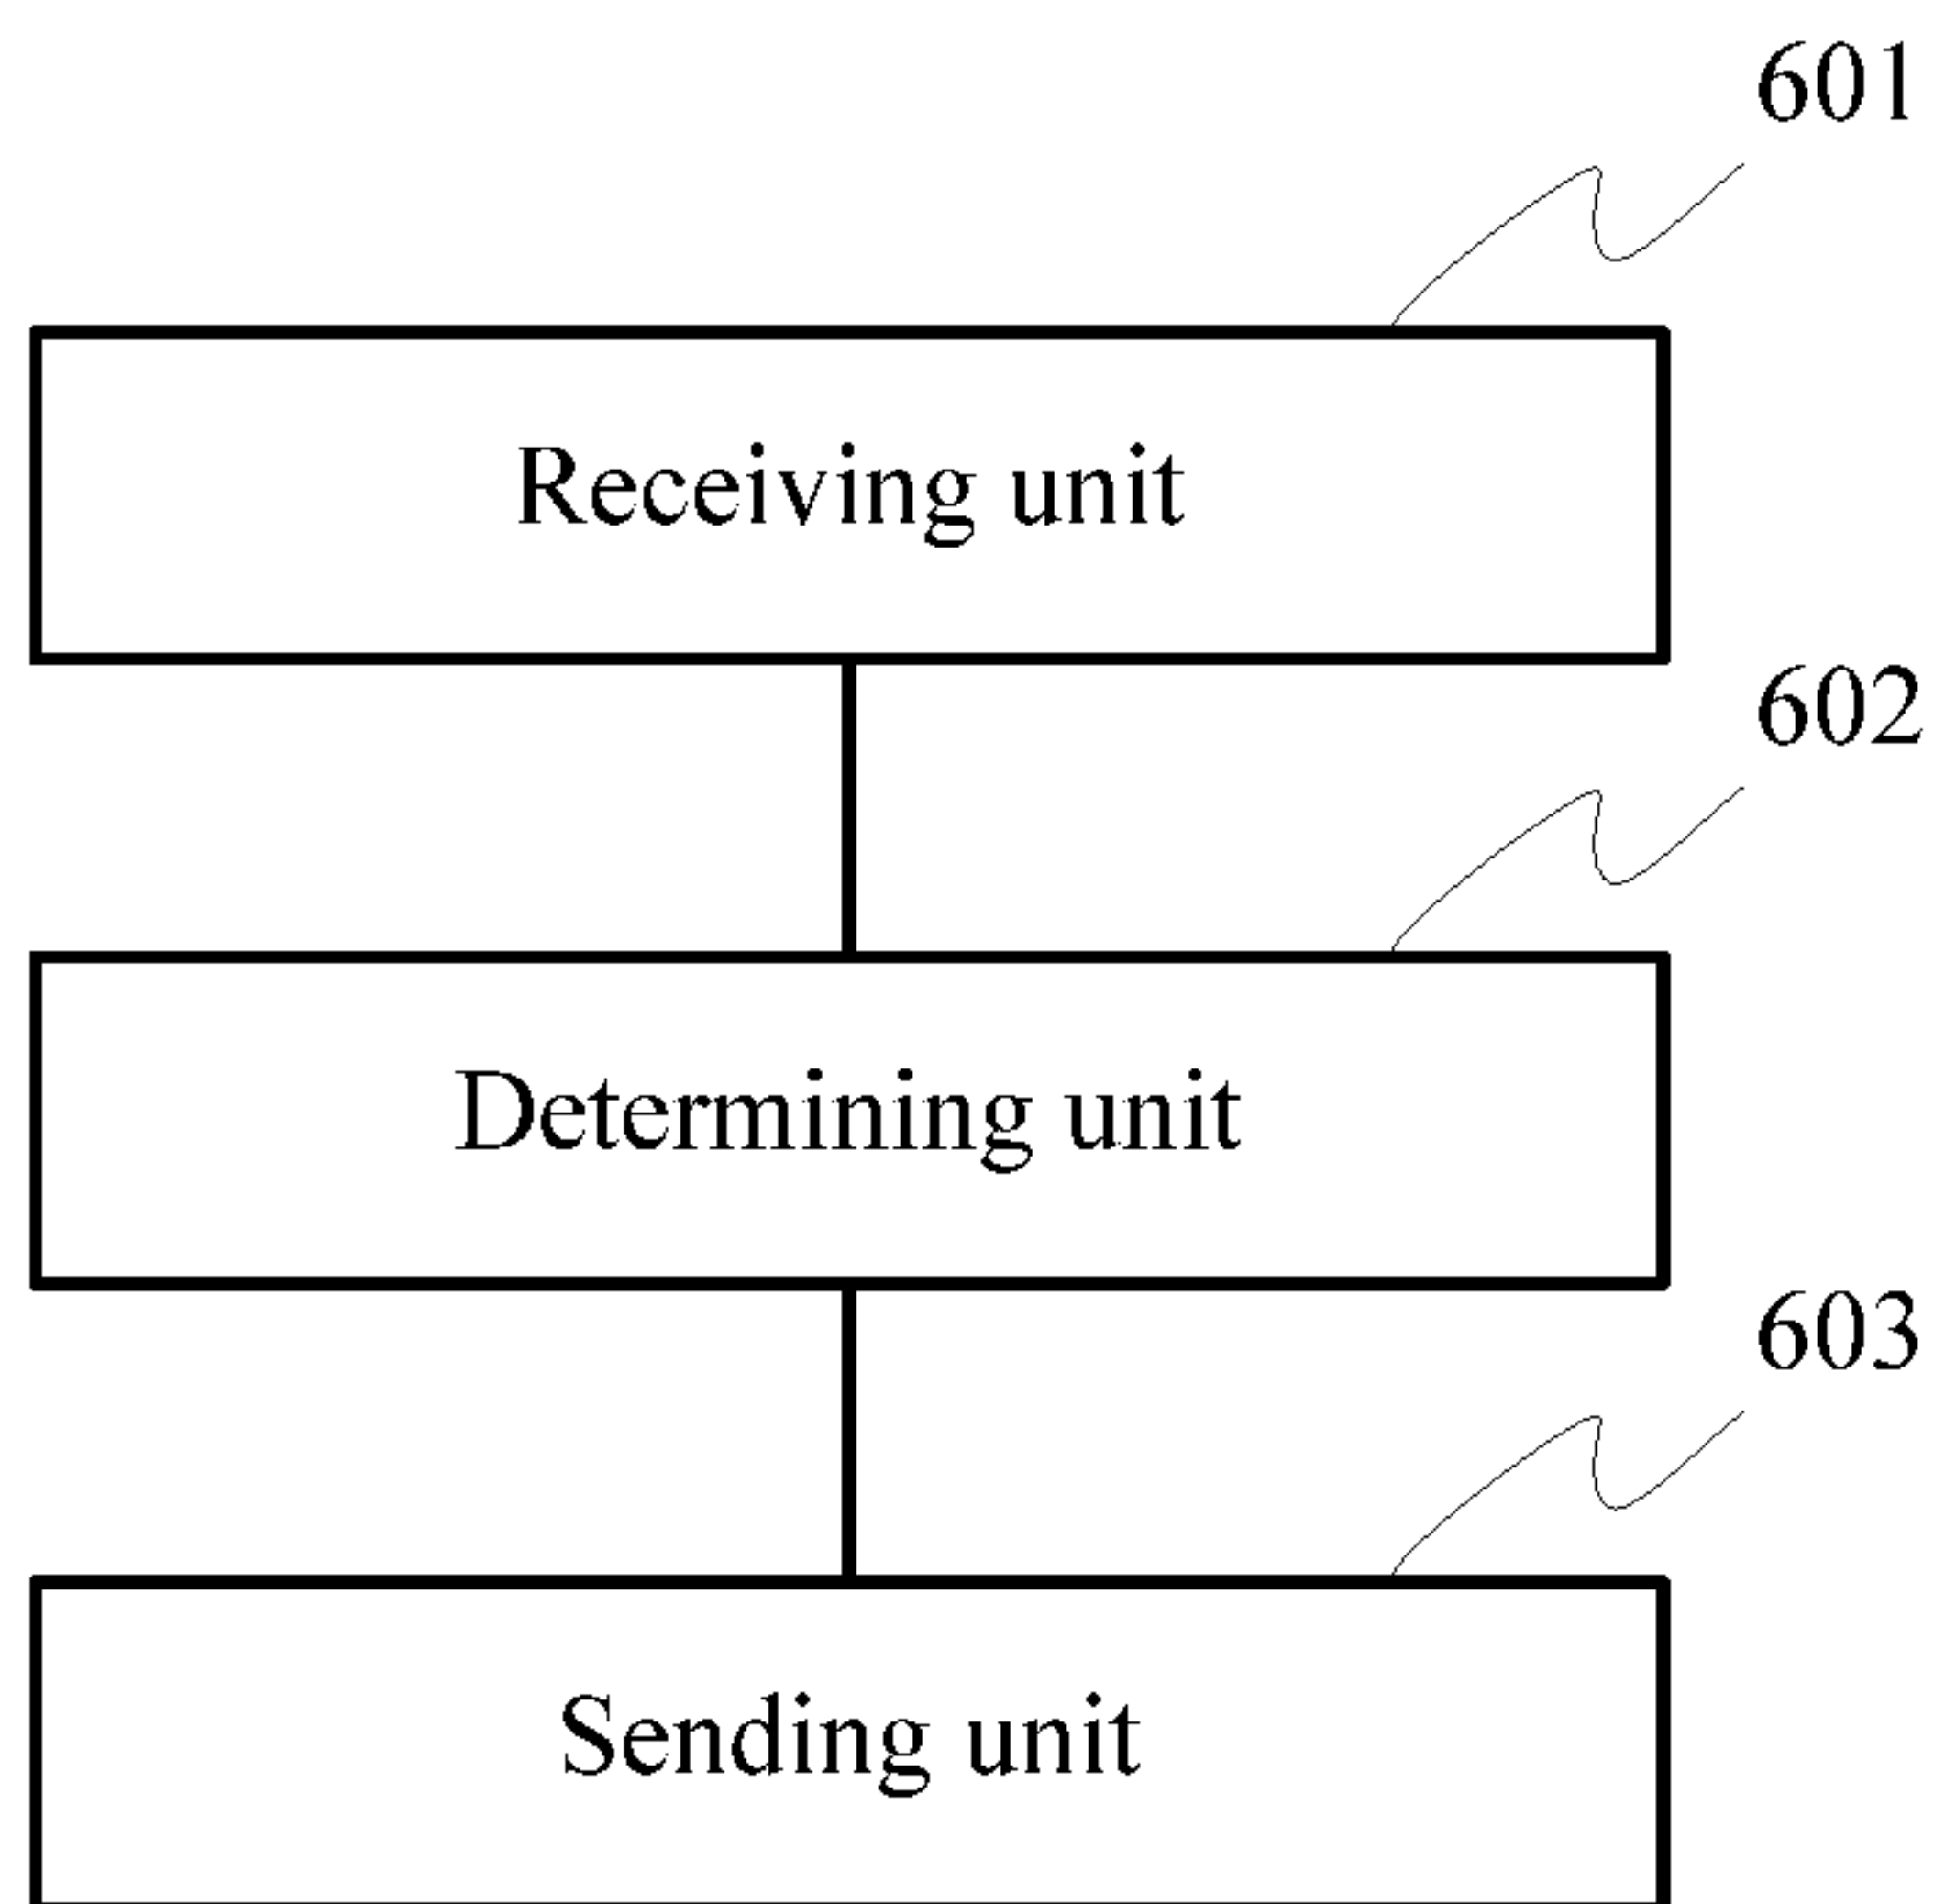 601
Receiving unit
602
Determining unit
603
Sending unit